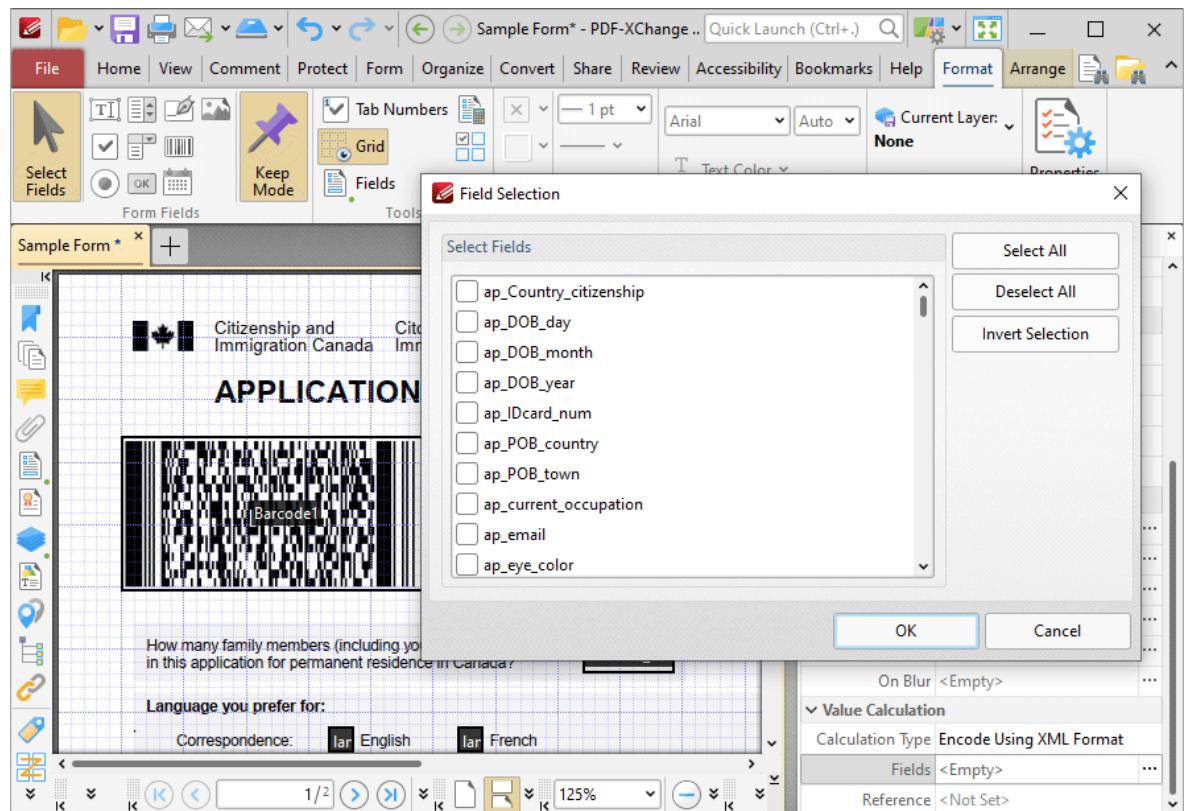 Sample Form* - PDF-XChange ..
Quick Launch (Ctrl+.)
File
Home
View
Comment
Protect
Form
Organize
Convert
Share
Review
Accessibility
Bookmarks
Help
Format
Arrange
Select Fields
OK
Keep Mode
Form Fields
Tab Numbers
Grid
Fields
Tools
1 pt
Arial
Auto
Text Color
Current Layer:
None
Properties
Sample Form *
Citizenship and
Immigration Canada
APPLICATION
Barcode1
How many family members (including yo
in this application for permanent residence in Canada?
Language you prefer for:
Correspondence:
lar
English
lar
French
1/2
125%
Field Selection
Select Fields
ap_Country_citizenship
ap_DOB_day
ap_DOB_month
ap_DOB_year
ap_IDcard_num
ap_POB_country
ap_POB_town
ap_current_occupation
ap_email
ap_eye_color
Select All
Deselect All
Invert Selection
OK
Cancel
On Blur <Empty>
Value Calculation
Calculation Type Encode Using XML Format
Fields <Empty>
Reference <Not Set>